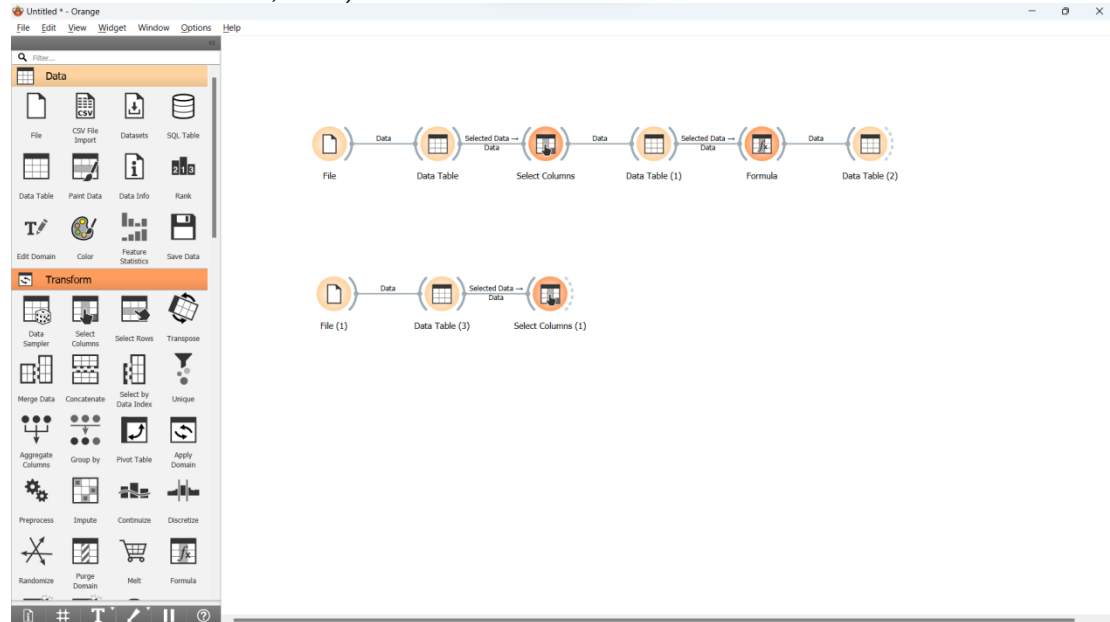 Untitled * - Orange
File Edit View Widget Window Options Help
Filter...
Data
File
CSV File
Import
Datasets
SQL Table
Data Table
Paint Data
Data Info
Rank
Edit Domain
Color
Feature
Statistics
Save Data
Transform
Data
Sampler
Select
Columns
Select Rows
Transpose
Merge Data
Concatenate
Select by
Data Index
Unique
Aggregate
Columns
Group by
Pivot Table
Apply
Domain
Preprocess
Impute
Continuize
Discretize
Randomize
Purge
Domain
Melt
Formula
Data
Selected Data →
Data
Data
Selected Data →
Data
Data
File
Data Table
Select Columns
Data Table (1)
Formula
Data Table (2)
Data
Selected Data →
Data
File (1)
Data Table (3)
Select Columns (1)